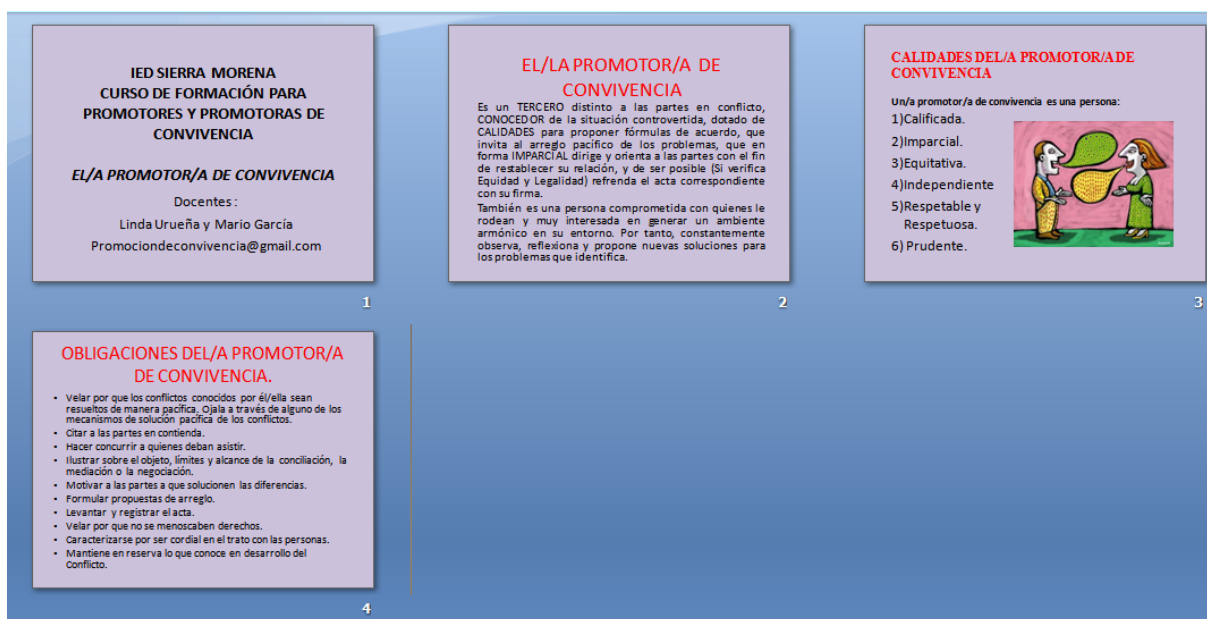 IED SIERRA MORENA
CURSO DE FORMACIÓN PARA
PROMOTORES Y PROMOTORAS DE
CONVIVENCIA
EL/A PROMOTOR/A DE CONVIVENCIA
Docentes :
Linda Urueña y Mario García
Promociondeconvivencia@gmail.com
1
EL/LA PROMOTOR/A DE
CONVIVENCIA
Es un TERCERO distinto a las partes en conflicto,
CONOCEDOR de la situación controvertida, dotado de
CALIDADES para proponer fórmulas de acuerdo, que
invita al arreglo pacífico de los problemas, que en
forma IMPARCIAL dirige y orienta a las partes con el fin
de restablecer su relación, y de ser posible (Si verifica
Equidad y Legalidad) refrenda el acta correspondiente
con su firma.
También es una persona comprometida con quienes le
rodean y muy interesada en generar un ambiente
armónico en su entorno. Por tanto, constantemente
observa, reflexiona y propone nuevas soluciones para
los problemas que identifica.
2
CALIDADES DEL/A PROMOTOR/A DE
CONVIVENCIA
Un/a promotor/a de convivencia es una persona:
1)Calificada.
2)Imparcial.
3)Equitativa.
4)Independiente
5)Respetable y
Respetuosa.
6) Prudente.
3
OBLIGACIONES DEL/A PROMOTOR/A
DE CONVIVENCIA.
• Velar por que los conflictos conocidos por él/ella sean
resueltos de manera pacífica, Ojala a través de alguno de los
mecanismos de solución pacífica de los conflictos.
• Citar a las partes en contienda.
• Hacer concurrir a quienes deban asistir.
• Ilustrar sobre el objeto, límites y alcance de la conciliación, la
mediación o la negociación.
• Motivar a las partes a que solucionen las diferencias.
• Formular propuestas de arreglo.
• Levantar y registrar el acta.
• Velar por que no se menoscaben derechos.
• Caracterizarse por ser cordial en el trato con las personas.
• Mantiene en reserva lo que conoce en desarrollo del
Conflicto.
4